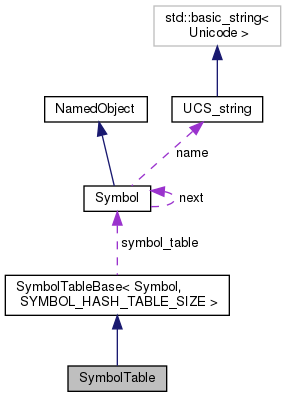 std::basic_string<
Unicode >
NamedObject
UCS_string
name
Symbol
next
symbol_table
SymbolTableBase< Symbol,
SYMBOL_HASH_TABLE_SIZE >
SymbolTable